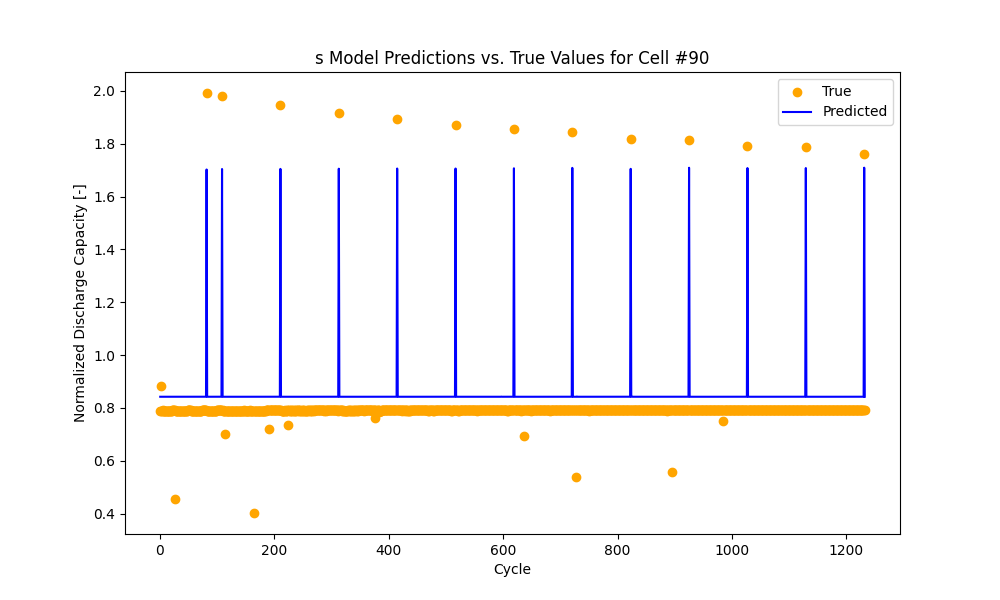 s Model Predictions vs. True Values for Cell #90
True
Predicted
Normalized Discharge Capacity [-]
2.0
1.8
1.6
1.4
1.2
1.0
0.8
0.6
0.4
0 200 400 600 800 1000 1200
Cycle